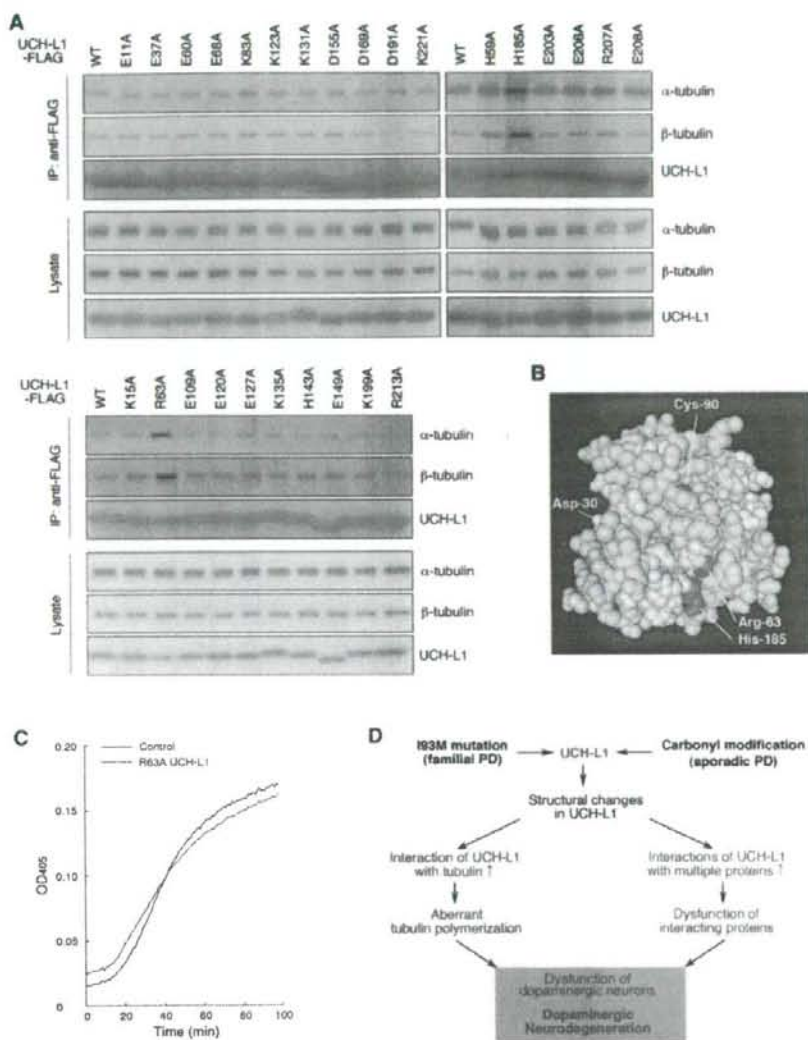 A
UCH-L1
-FLAG
WT E11A E37A E60A E68A K83A K123A K131A D155A D169A D191A K221A
WT H59A H185A E203A E206A R207A E208A
IP: anti-FLAG
α-tubulin
β-tubulin
UCH-L1
Lysate
α-tubulin
β-tubulin
UCH-L1
UCH-L1
-FLAG
WT K15A R63A E109A E120A E127A K135A H143A E149A K199A R213A
IP: anti-FLAG
α-tubulin
β-tubulin
UCH-L1
Lysate
α-tubulin
β-tubulin
UCH-L1
B
Cys-90
Asp-30
Arg-63
His-185
C
Control
R63A UCH-L1
0.20
0.15
0.10
0.05
0
OD405
0 20 40 60 80 100
Time (min)
D
I93M mutation
(familial PD)
UCH-L1
Carbonyl modification
(sporadic PD)
Structural changes
in UCH-L1
Interaction of UCH-L1
with tubulin ↑
Interactions of UCH-L1
with multiple proteins ↑
Aberrant
tubulin polymerization
Dysfunction of
interacting proteins
Dysfunction of
dopaminergic neurons
Dopaminergic
Neurodegeneration